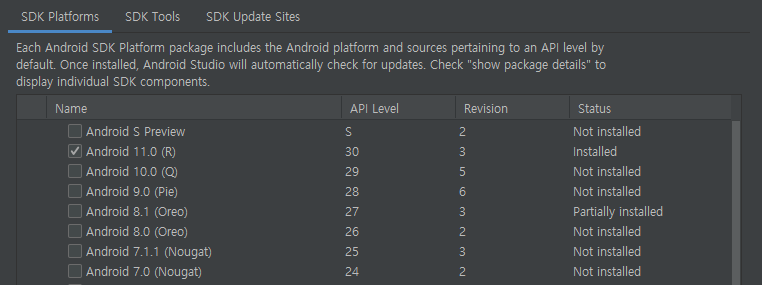 SDK Platforms SDK Tools SDK Update Sites
Each Android SDK Platform package includes the Android platform and sources pertaining to an API level by
default. Once installed, Android Studio will automatically check for updates. Check "show package details" to
display individual SDK components.
Name API Level Revision Status
Android S Preview S 2 Not installed
Android 11.0 (R) 30 3 Installed
Android 10.0 (Q) 29 5 Not installed
Android 9.0 (Pie) 28 6 Not installed
Android 8.1 (Oreo) 27 3 Partially installed
Android 8.0 (Oreo) 26 2 Not installed
Android 7.1.1 (Nougat) 25 3 Not installed
Android 7.0 (Nougat) 24 2 Not installed